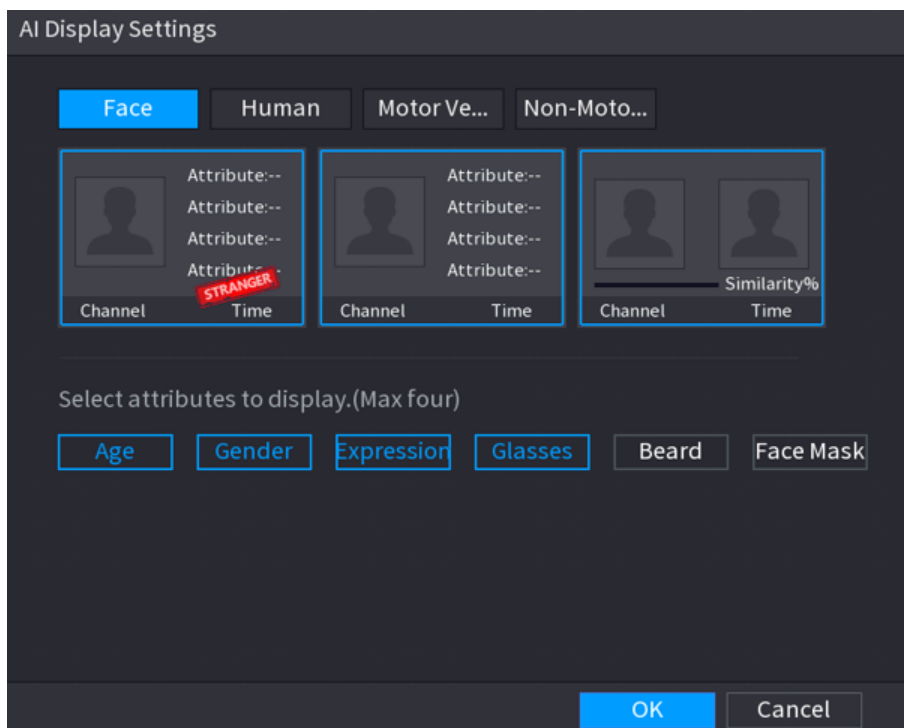 AI Display Settings
Face Human Motor Ve... Non-Moto...
Attribute:-- Attribute:--
Attribute:-- Attribute:--
Attribute:-- Attribute:--
Attribute:-- Attribute:--
STRANGER Similarity%
Channel Time Channel Time Channel Time
Select attributes to display.(Max four)
Age Gender Expression Glasses Beard Face Mask
OK Cancel